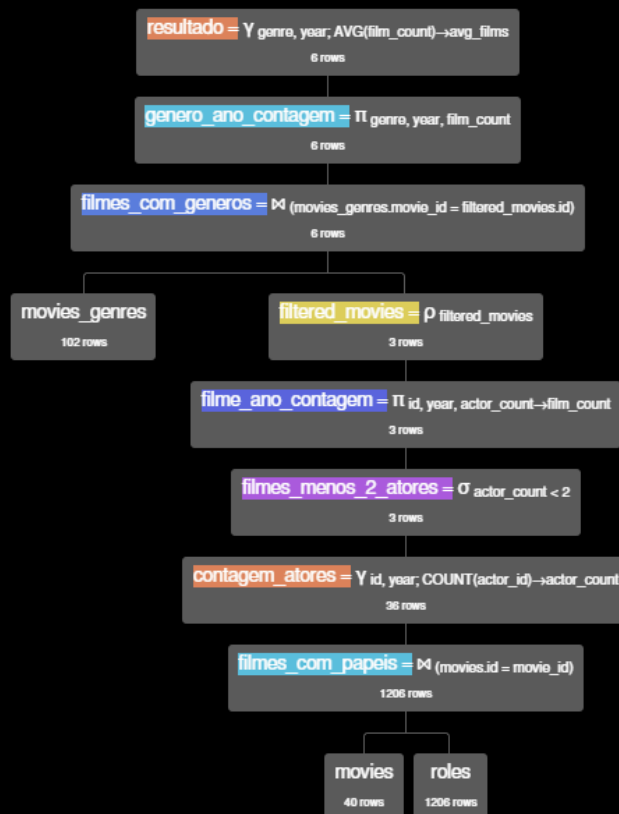 resultado = γ genre, year; AVG(film_count)→avg_films
6 rows
genero_ano_contagem = π genre, year, film_count
6 rows
filmes_com_generos = ⋈ (movies_genres.movie_id = filtered_movies.id)
6 rows
movies_genres
102 rows
filtered_movies = ρ filtered_movies
3 rows
filme_ano_contagem = π id, year, actor_count→film_count
3 rows
filmes_menos_2_atores = σ actor_count < 2
3 rows
contagem_atores = γ id, year; COUNT(actor_id)→actor_count
36 rows
filmes_com_papeis = ⋈ (movies.id = movie_id)
1206 rows
movies
40 rows
roles
1206 rows